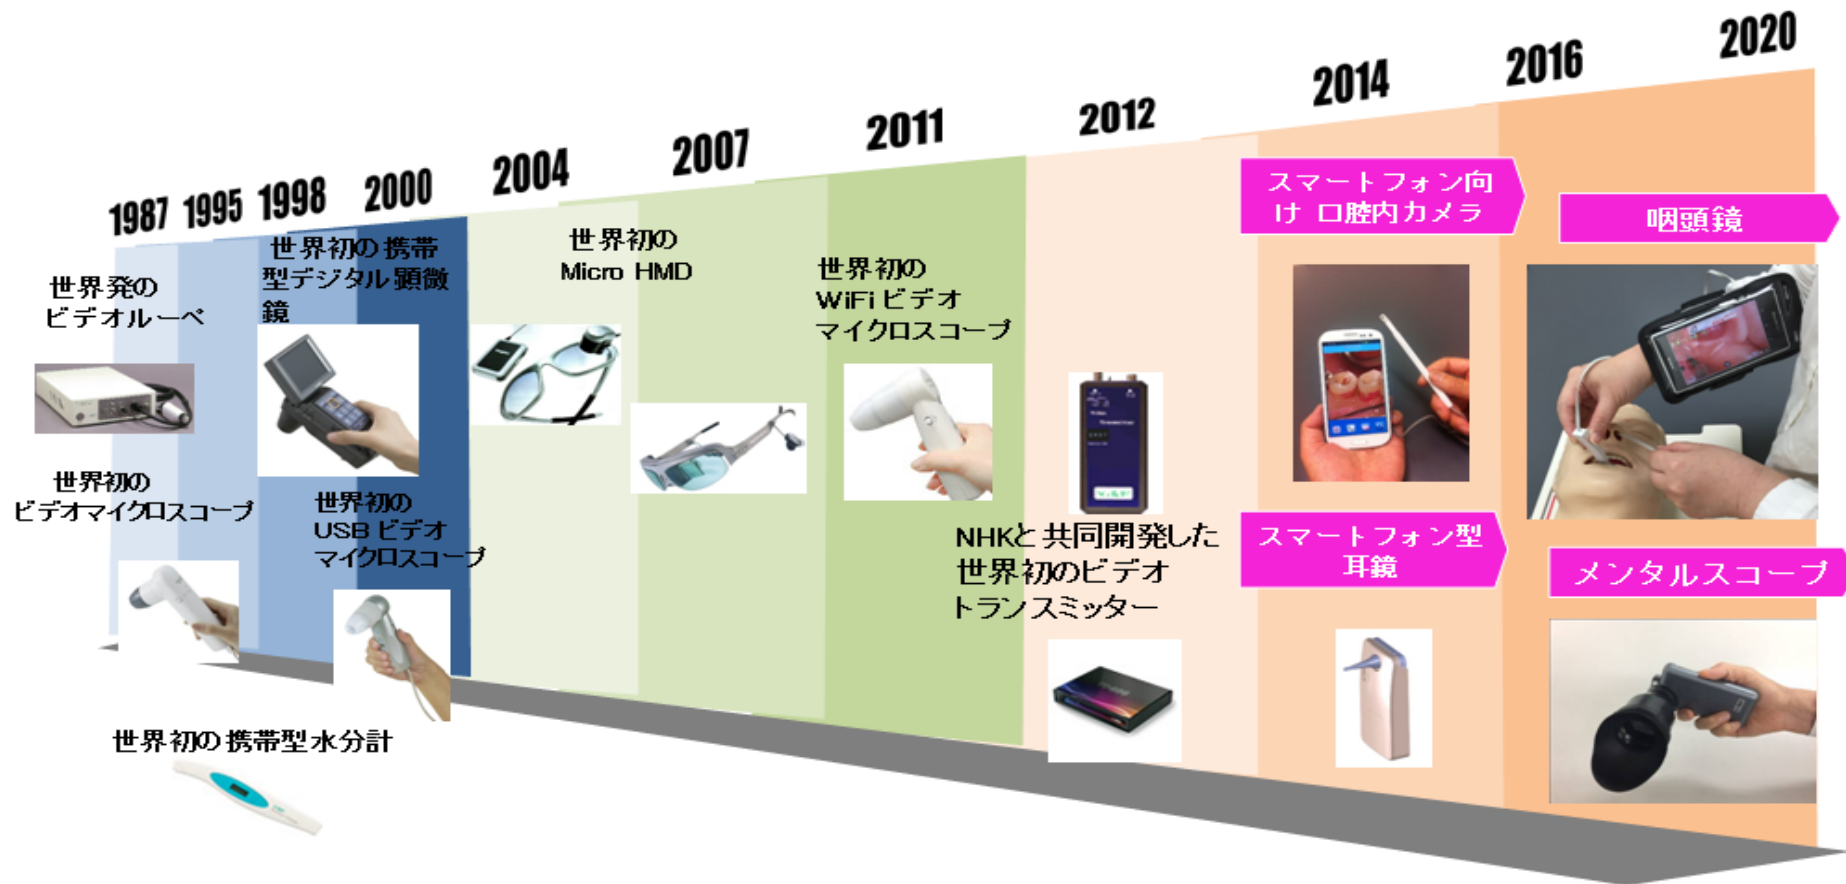 1987
1995
1998
2000
2004
2007
2011
2012
2014
2016
2020
世界発の
ビデオルーペ
世界初の
ビデオマイクロスコープ
世界初の携帯型水分計
世界初の携帯
型デジタル顕微
鏡
世界初の
USBビデオ
マイクロスコープ
世界初の
Micro HMD
世界初の
WiFiビデオ
マイクロスコープ
NHKと共同開発した
世界初のビデオ
トランスミッター
スマートフォン向
け 口腔内カメラ
スマートフォン型
耳鏡
咽頭鏡
メンタルスコープ